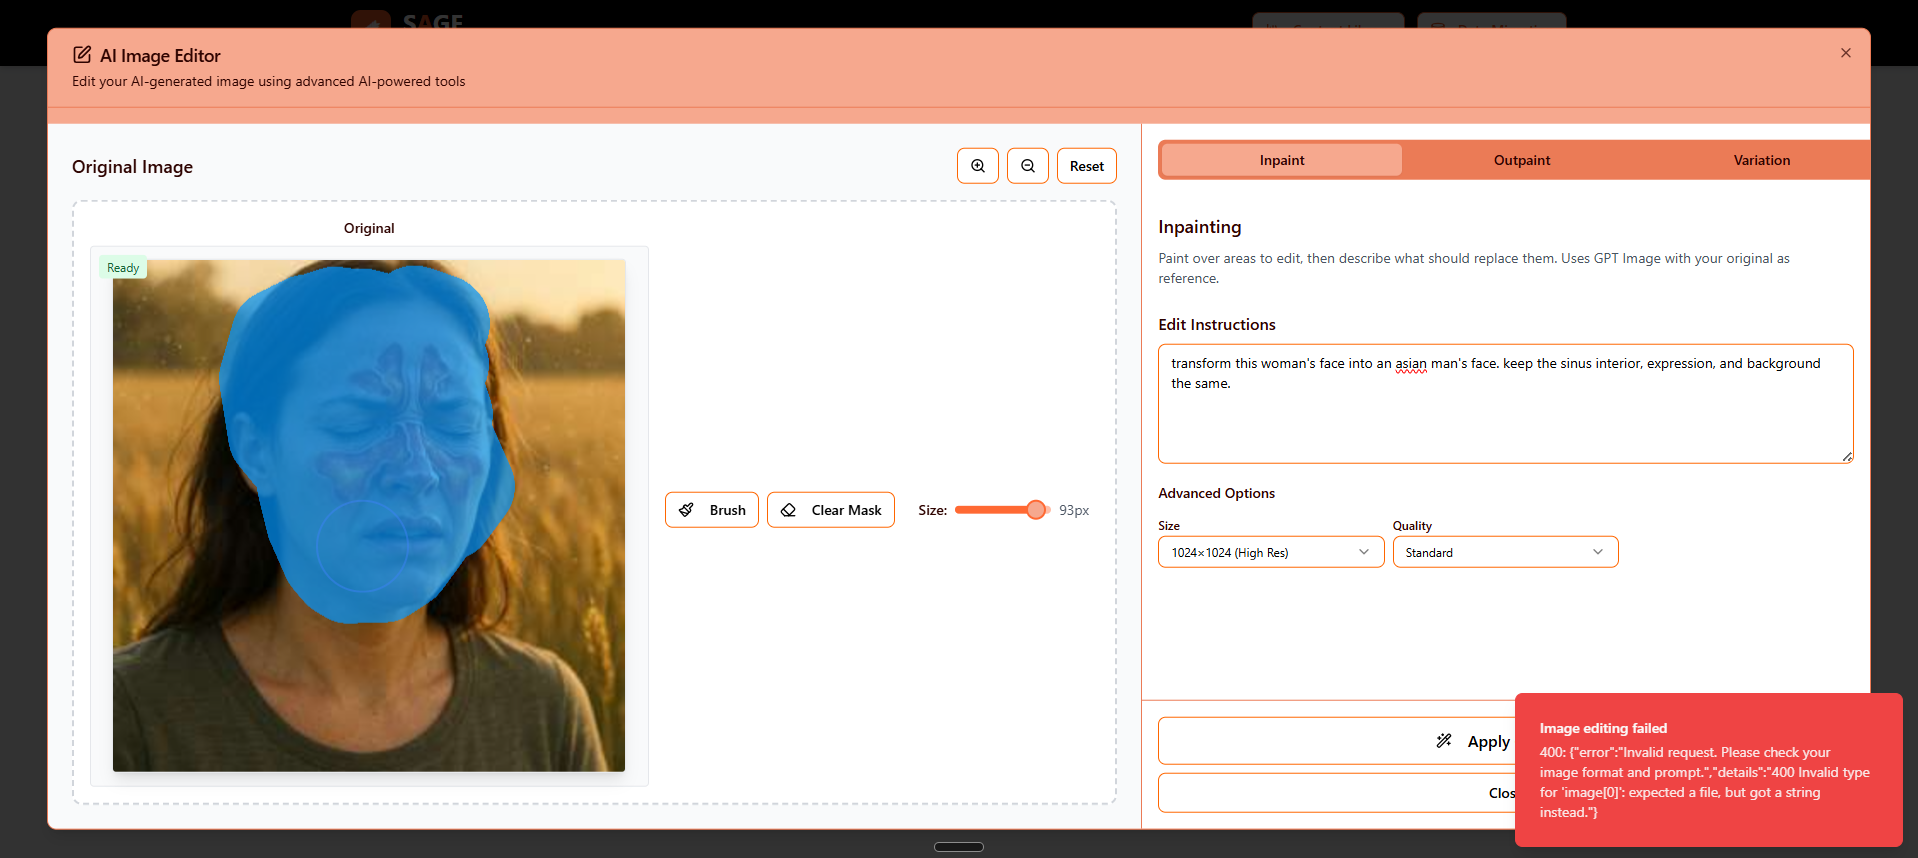 SAGE
AI Image Editor
Edit your AI-generated image using advanced AI-powered tools
Original Image
Reset
Original
Ready
Brush
Clear Mask
Size:
93px
Inpaint
Outpaint
Variation
Inpainting
Paint over areas to edit, then describe what should replace them. Uses GPT Image with your original as
reference.
Edit Instructions
transform this woman's face into an asian man's face. keep the sinus interior, expression, and background
the same.
Advanced Options
Size
Quality
1024×1024 (High Res)
Standard
Apply
Clos
Image editing failed
400: {"error":"Invalid request. Please check your
image format and prompt.","details":"400 Invalid type
for 'image[0]': expected a file, but got a string
instead."}